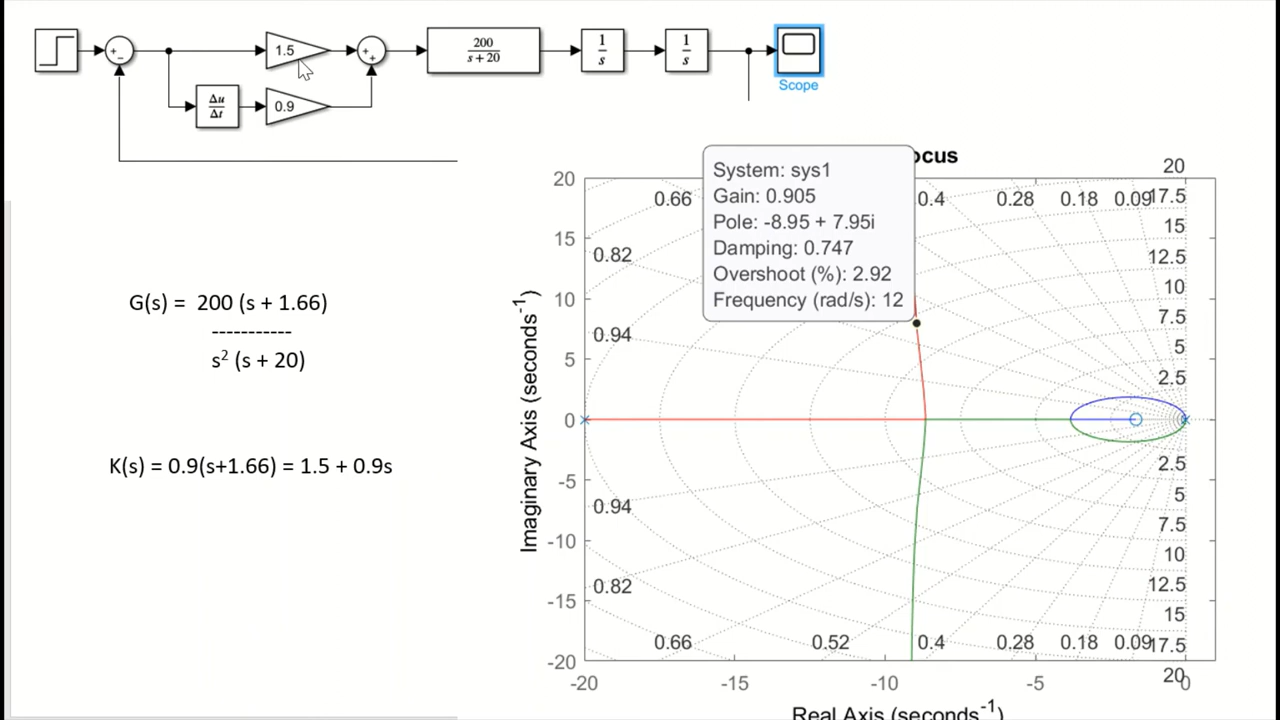 1.5
200
s + 20
1
s
1
s
Scope
Δu
Δt
0.9
ocus
System: sys1
Gain: 0.905
Pole: -8.95 + 7.95i
Damping: 0.747
Overshoot (%): 2.92
Frequency (rad/s): 12
G(s) = 200 (s + 1.66)
-----------
s² (s + 20)
K(s) = 0.9(s+1.66) = 1.5 + 0.9s
Imaginary Axis (seconds⁻¹)
20
15
10
5
0
-5
-10
-15
-20
0.66
0.4
0.28
0.18
0.09
0.82
0.94
0.94
0.82
0.66
0.52
0.4
0.28
0.18
0.09
20
17.5
15
12.5
10
7.5
5
2.5
2.5
5
7.5
10
12.5
15
17.5
20
-20
-15
-10
-5
0
Real Axis (seconds⁻¹)